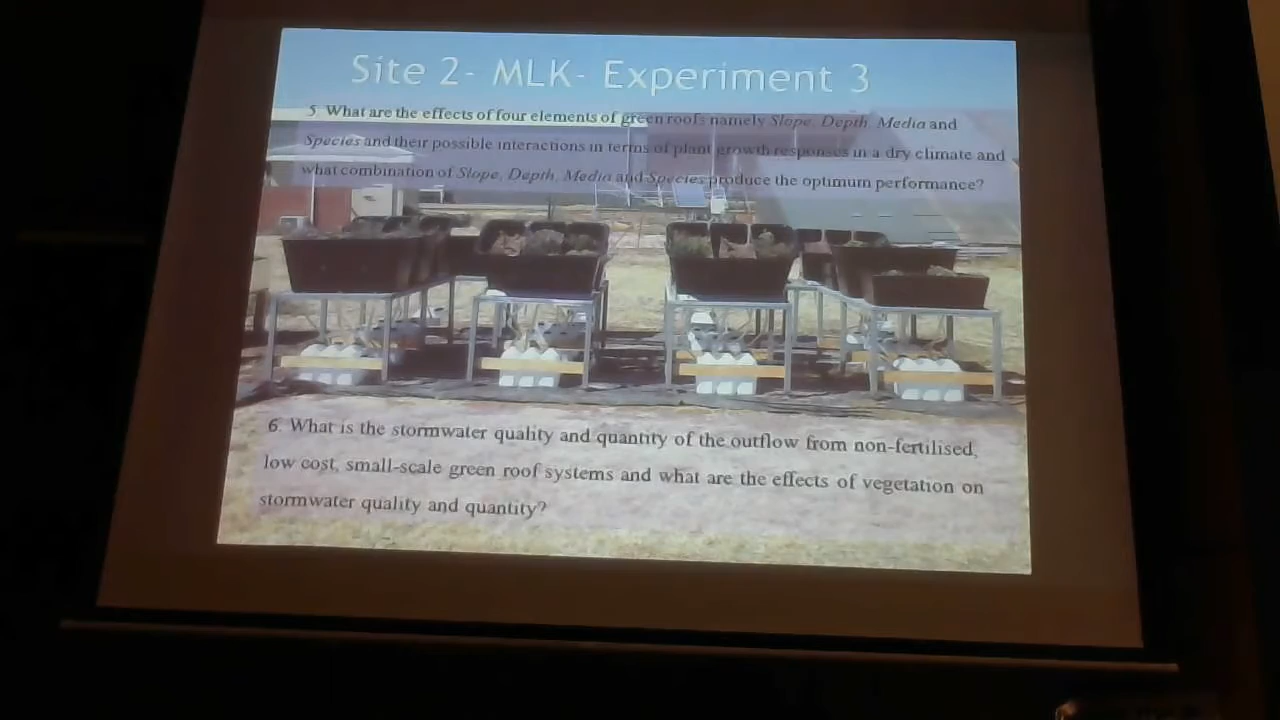 Site 2- MLK- Experiment 3
5. What are the effects of four elements of green roofs namely Slope, Depth, Media and
Species and their possible interactions in terms of plant growth responses in a dry climate and
what combination of Slope, Depth, Media and Species produce the optimum performance?
6. What is the stormwater quality and quantity of the outflow from non-fertilised,
low cost, small-scale green roof systems and what are the effects of vegetation on
stormwater quality and quantity?